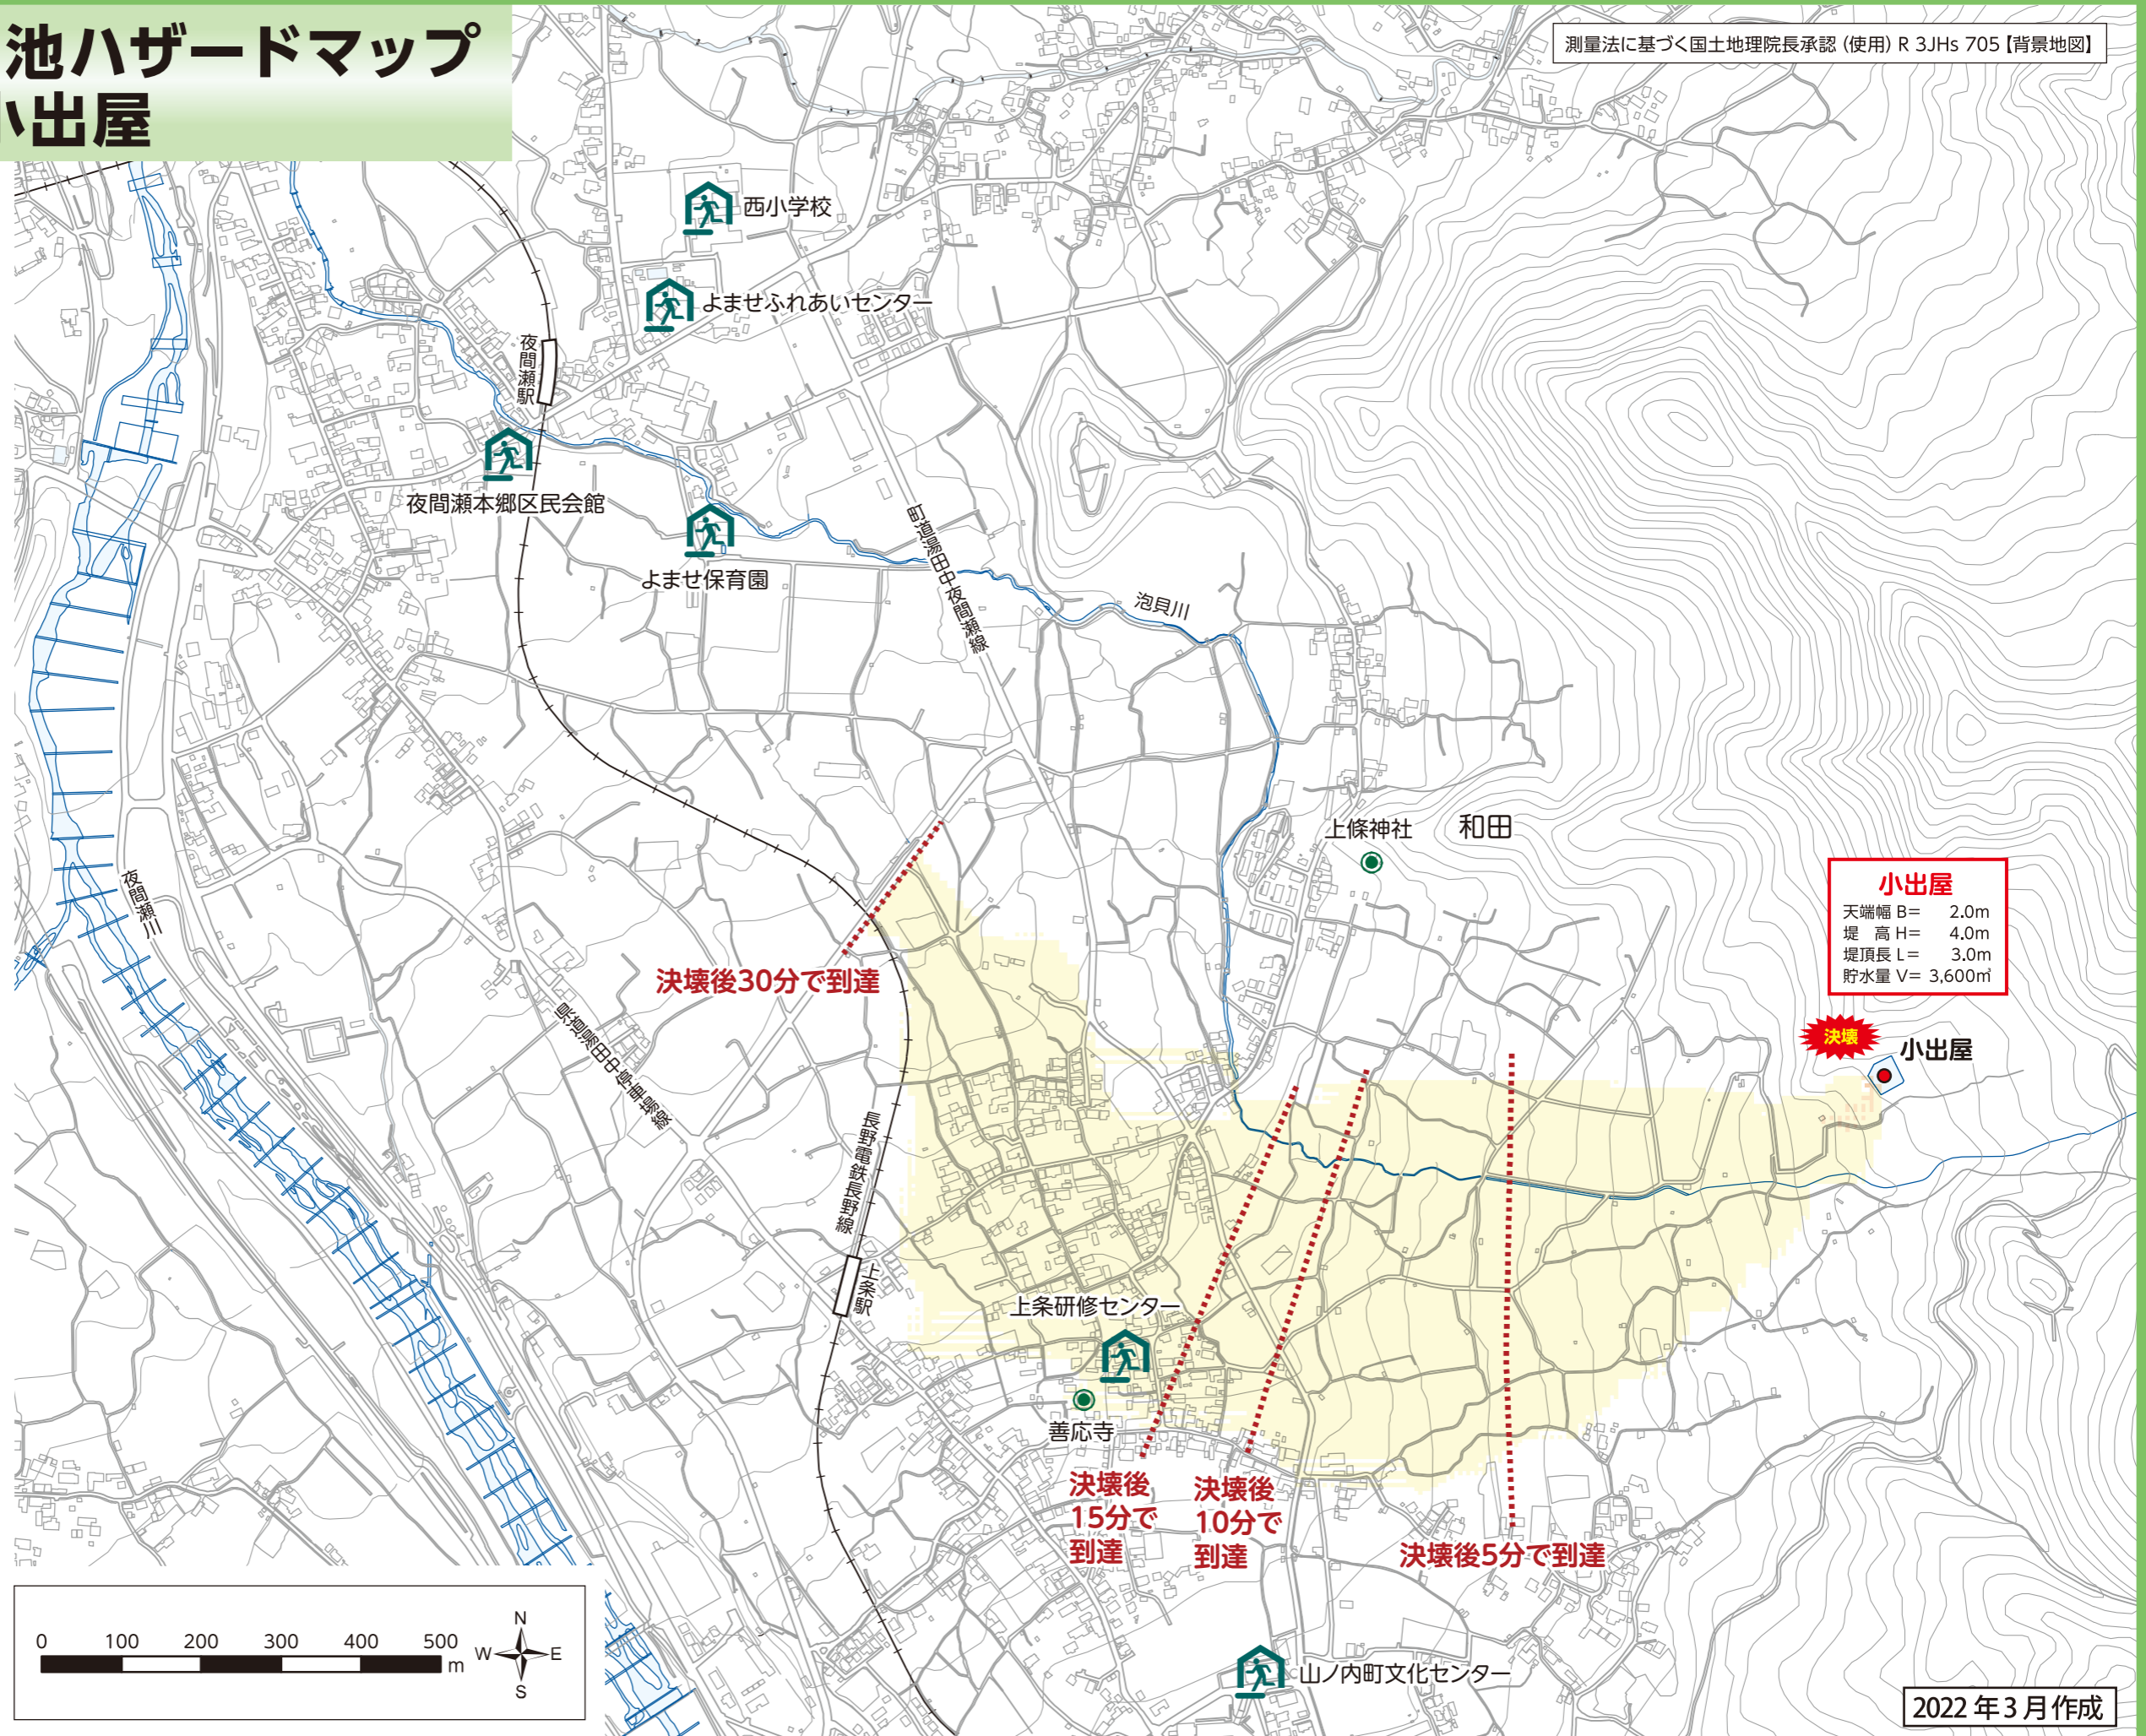 池ハザードマップ
小出屋
測量法に基づく国土地理院長承認(使用)R 3JHs 705【背景地図】
西小学校
よませふれあいセンター
夜間瀬駅
夜間瀬本郷区民会館
よませ保育園
町道湯田中夜間瀬線
泡貝川
上條神社
和田
小出屋
天端幅 B= 2.0m
堤 高 H= 4.0m
堤頂長 L= 3.0m
貯水量 V= 3,600㎥
決壊
小出屋
夜間瀬川
決壊後30分で到達
県道湯田中停車場線
長野電鉄長野線
上条駅
上条研修センター
善応寺
決壊後
15分で
到達
決壊後
10分で
到達
決壊後5分で到達
0 100 200 300 400 500
m
N
W E
S
山ノ内町文化センター
2022年3月作成